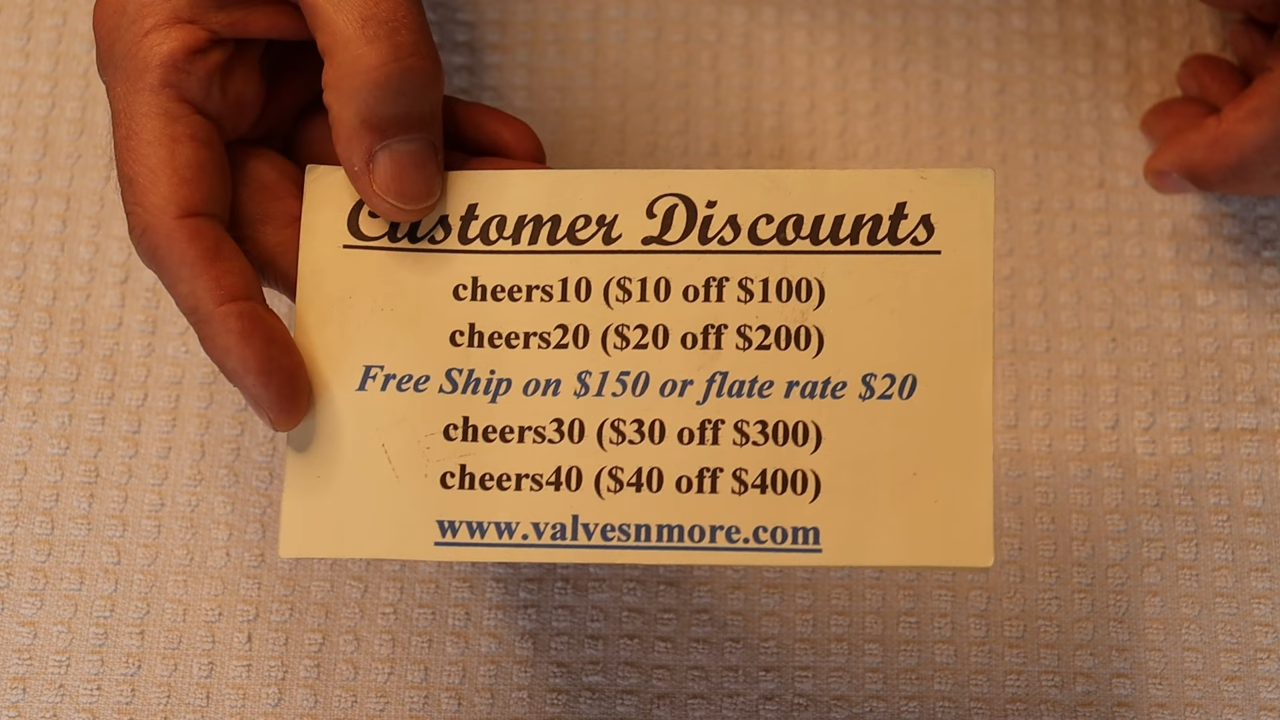 Customer Discounts
cheers10 ($10 off $100)
cheers20 ($20 off $200)
Free Ship on $150 or flate rate $20
cheers30 ($30 off $300)
cheers40 ($40 off $400)
www.valvesnmore.com